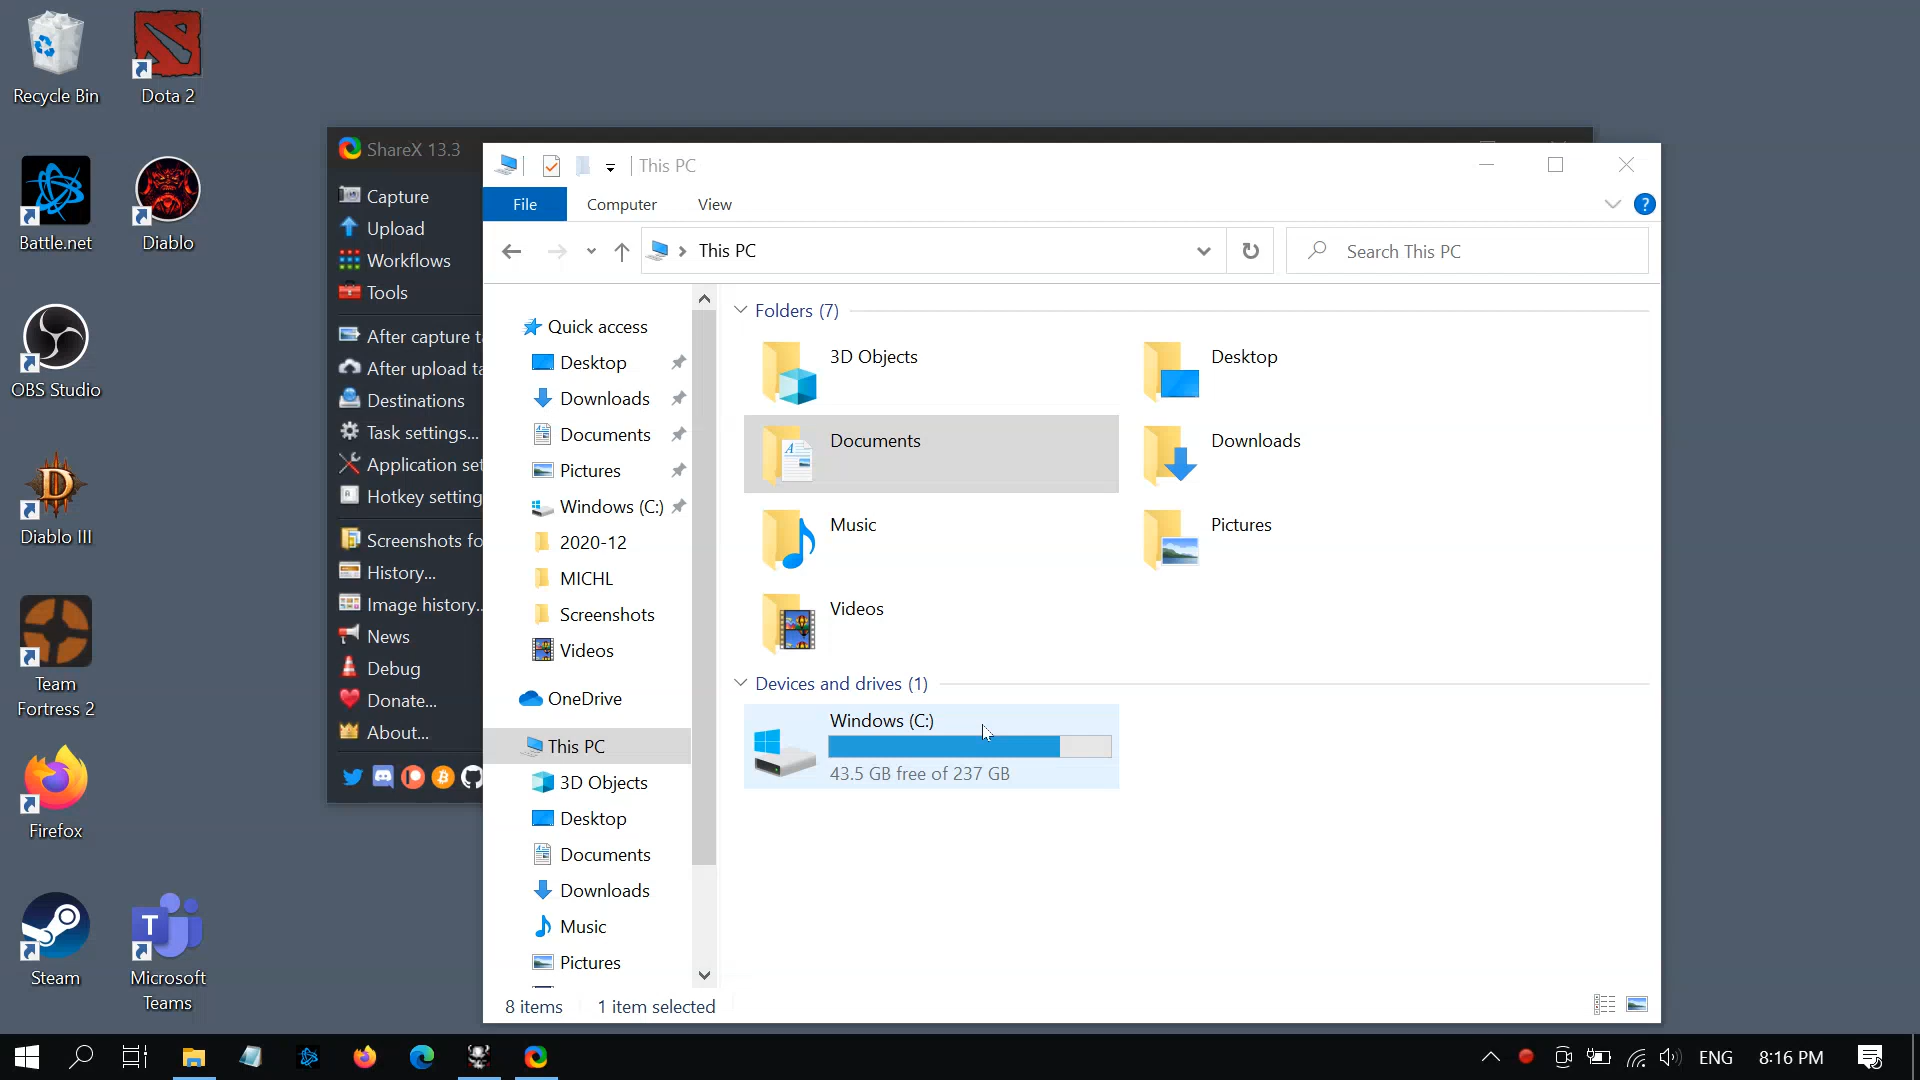 Recycle Bin
Dota 2
Battle.net
Diablo
OBS Studio
Diablo III
Team
Fortress 2
Firefox
Steam
Microsoft
Teams
ShareX 13.3
Capture
Upload
Workflows
Tools
After capture t
After upload ta
Destinations
Task settings...
Application set
Hotkey setting
Screenshots fo
History...
Image history..
News
Debug
Donate...
About...
This PC
File
Computer
View
This PC
Search This PC
Quick access
Desktop
Downloads
Documents
Pictures
Windows (C:)
2020-12
MICHL
Screenshots
Videos
OneDrive
This PC
3D Objects
Desktop
Documents
Downloads
Music
Pictures
Folders (7)
3D Objects
Desktop
Documents
Downloads
Music
Pictures
Videos
Devices and drives (1)
Windows (C:)
43.5 GB free of 237 GB
8 items
1 item selected
ENG
8:16 PM